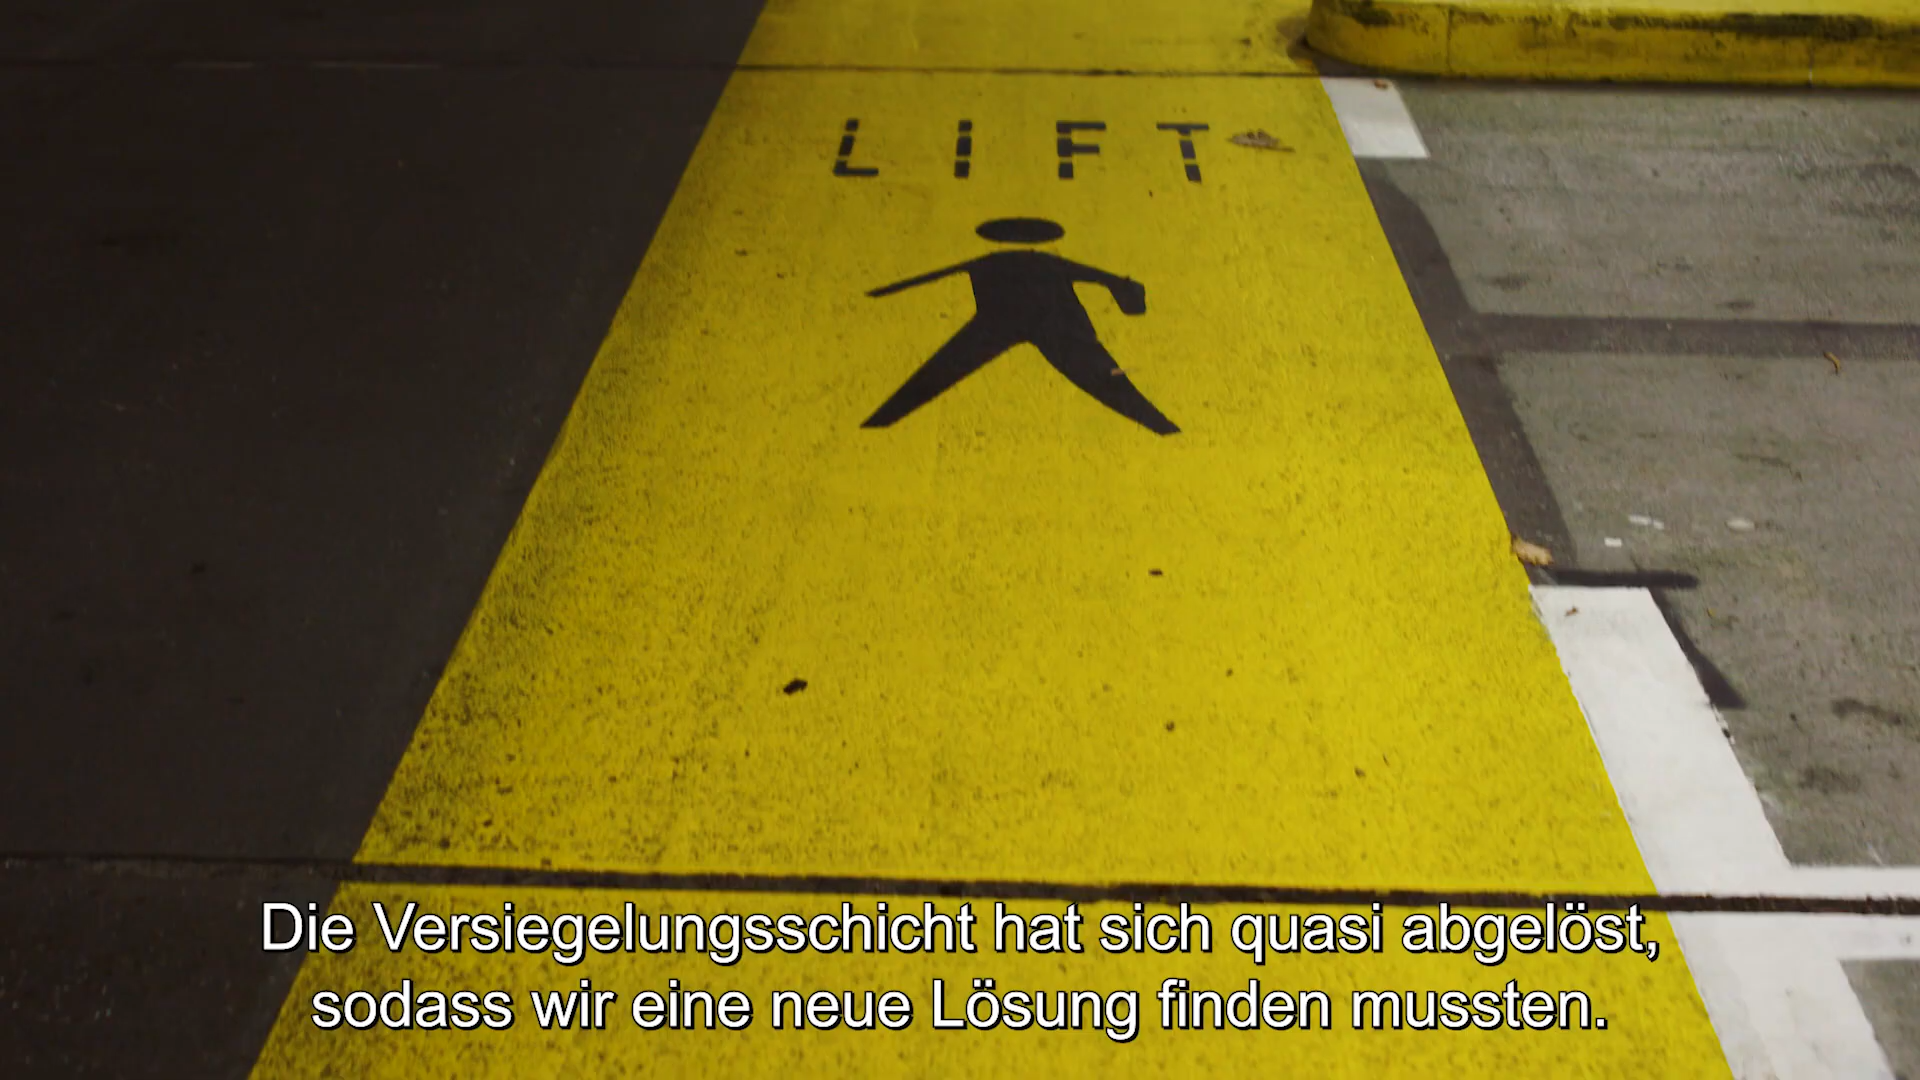 LIFT
Die Versiegelungsschicht hat sich quasi abgelöst,
sodass wir eine neue Lösung finden mussten.